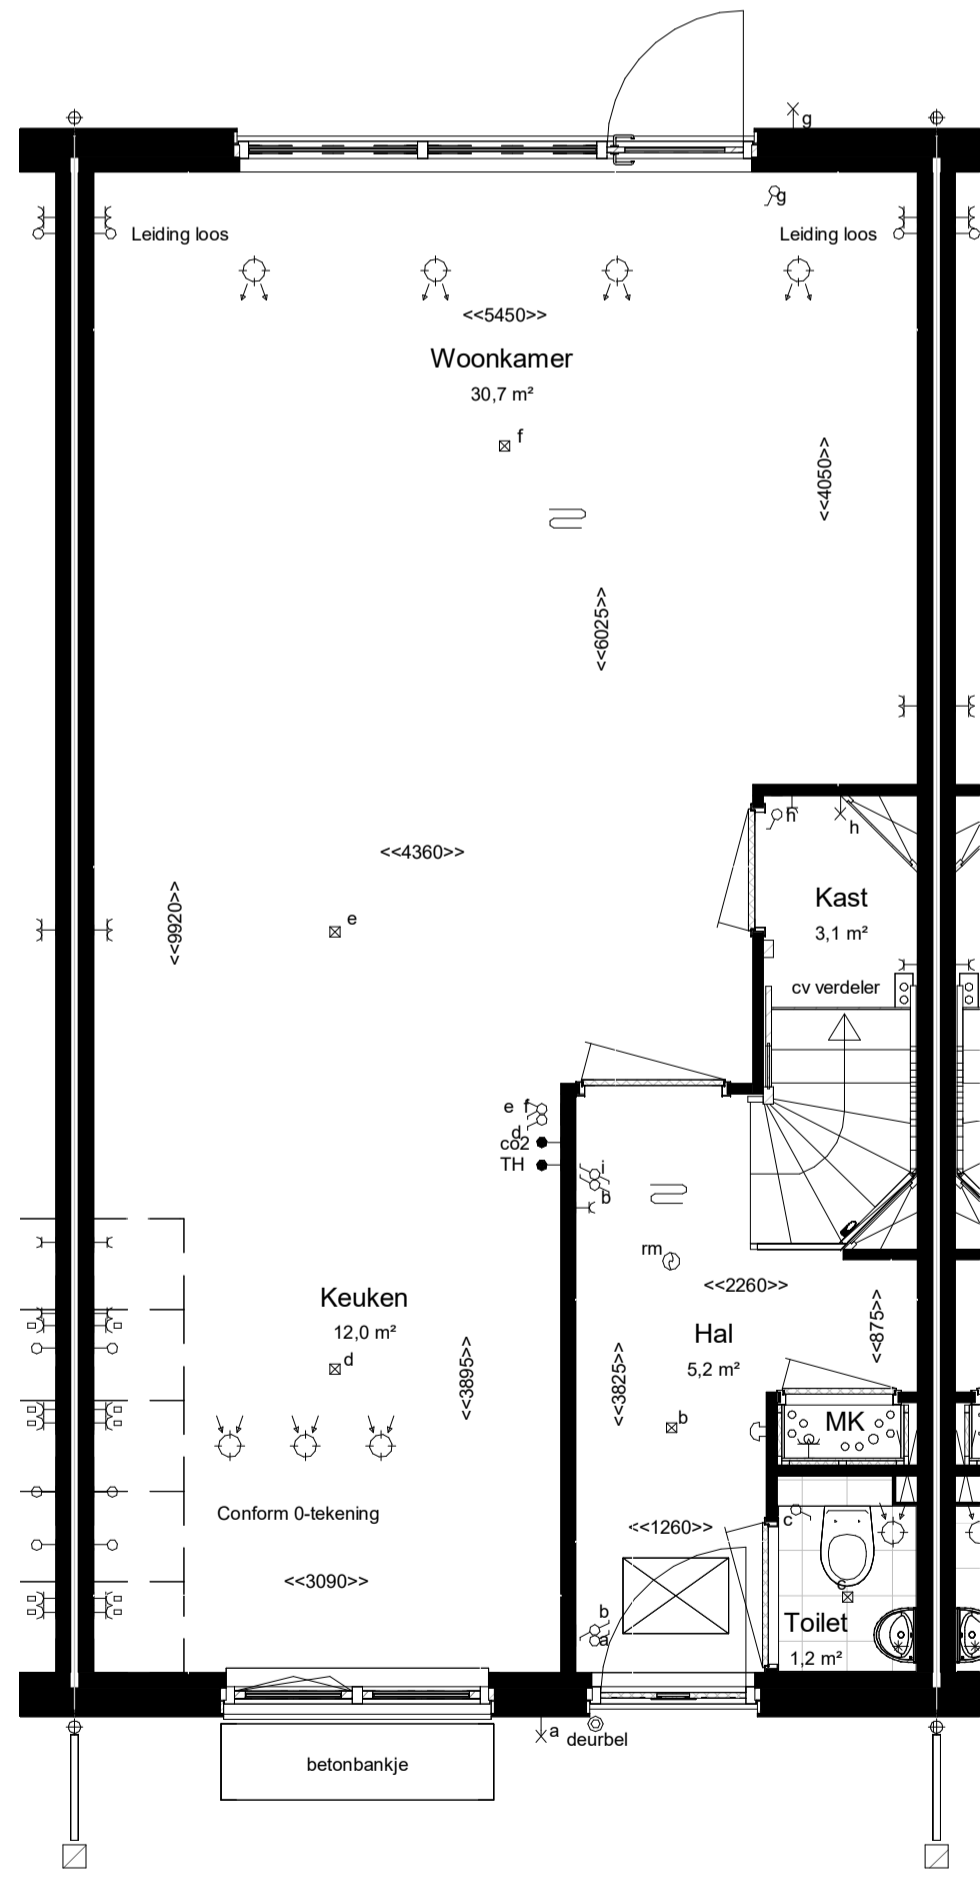 g
g
Leiding loos
Leiding loos
<<5450>>
Woonkamer
30,7 m²
f
<<4050>>
<<6025>>
h
h
<<4360>>
Kast
3,1 m²
<<9920>>
e
cv verdeler
e f
d
co2
TH
i
b
rm
<<2260>>
Keuken
12,0 m²
d
<<3895>>
Hal
5,2 m²
<<875>>
<<3825>>
b
MK
Conform 0-tekening
c
<<1260>>
<<3090>>
c
b
a
Toilet
1,2 m²
a
deurbel
betonbankje